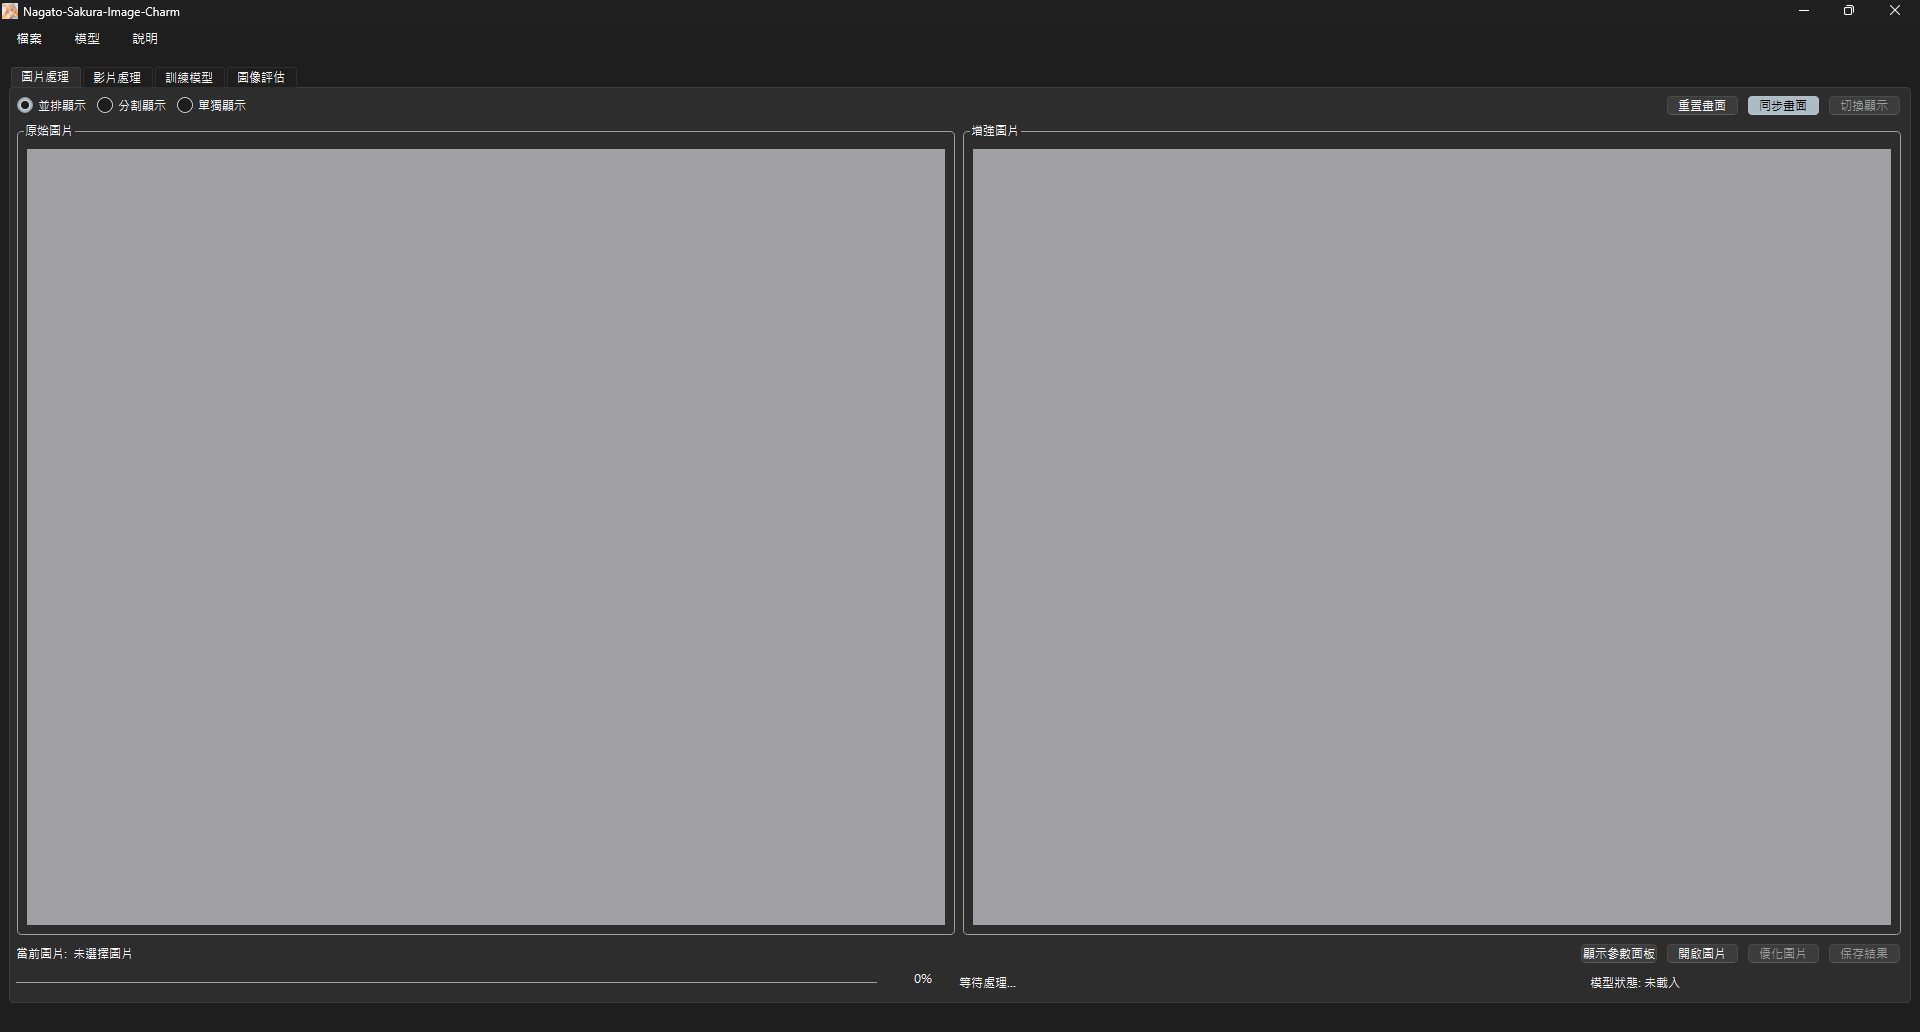 Nagato-Sakura-Image-Charm
檔案 模型 說明
圖片處理 影片處理 訓練模型 圖像評估
並排顯示 分割顯示 單獨顯示 重置畫面 同步畫面 切換顯示
原始圖片 增強圖片
當前圖片: 未選擇圖片 顯示參數面板 開啟圖片 優化圖片 保存結果
0% 等待處理... 模型狀態: 未載入